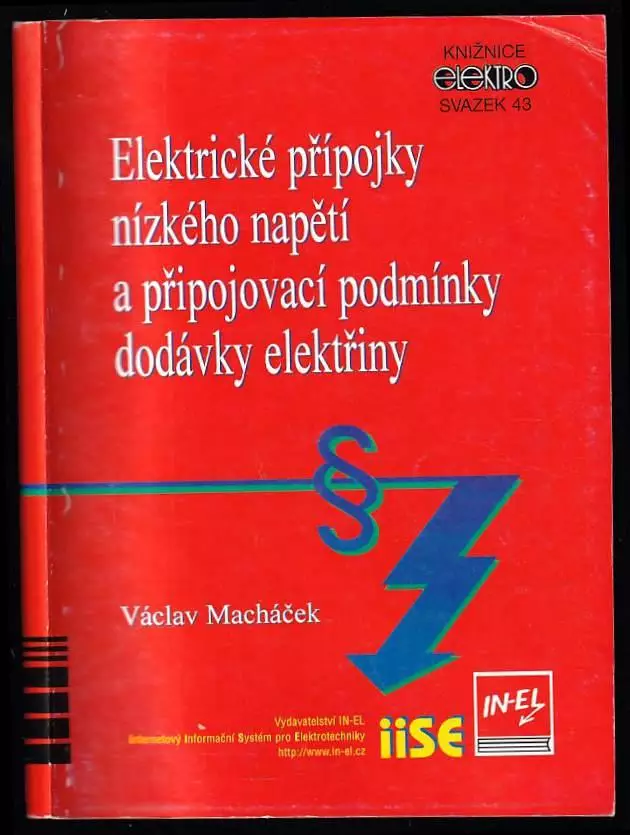 KNIŽNICE
ELEKTRO
SVAZEK 43
Elektrické přípojky
nízkého napětí
a připojovací podmínky
dodávky elektřiny
§
Václav Macháček
Vydavatelství IN-EL
Internetový Informační Systém pro Elektrotechniky
http://www.in-el.cz
iiSE
IN-EL